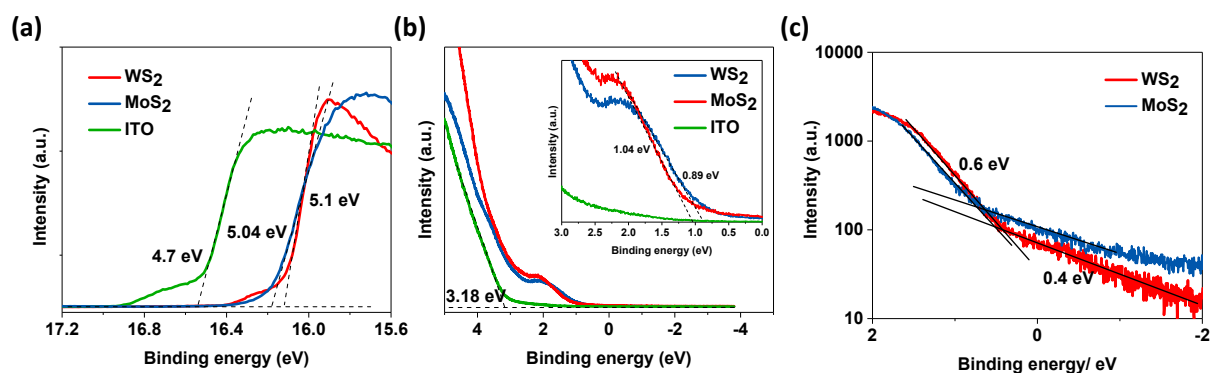 (a)
WS2
MoS2
ITO
4.7 eV
5.04 eV
5.1 eV
Intensity (a.u.)
17.2 16.8 16.4 16.0 15.6
Binding energy (eV)
(b)
WS2
MoS2
ITO
3.18 eV
Intensity (a.u.)
4 2 0 -2 -4
Binding energy (eV)
1.04 eV
0.89 eV
Intensity (a.u.)
3.0 2.5 2.0 1.5 1.0 0.5 0.0
Binding energy (eV)
(c)
10000
1000
100
10
WS2
MoS2
0.6 eV
0.4 eV
Intensity (a.u.)
2 1 0 -1 -2
Binding energy/ eV